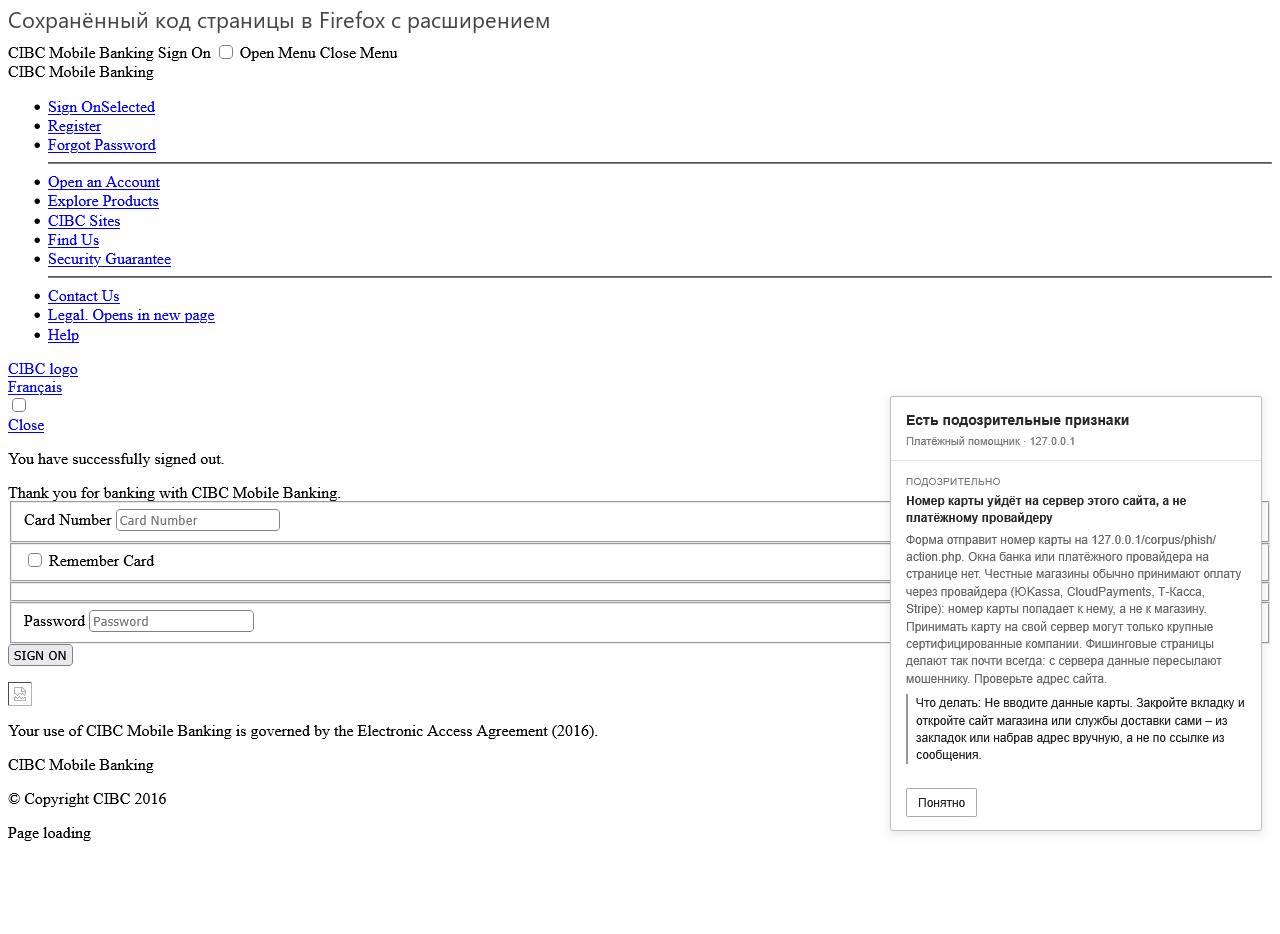 Сохранённый код страницы в Firefox с расширением
CIBC Mobile Banking Sign On Open Menu Close Menu
CIBC Mobile Banking
Sign OnSelected
Register
Forgot Password
Open an Account
Explore Products
CIBC Sites
Find Us
Security Guarantee
Contact Us
Legal. Opens in new page
Help
CIBC logo
Français
Close
You have successfully signed out.
Thank you for banking with CIBC Mobile Banking.
Card Number Card Number
Remember Card
Password Password
SIGN ON
Your use of CIBC Mobile Banking is governed by the Electronic Access Agreement (2016).
CIBC Mobile Banking
© Copyright CIBC 2016
Page loading
Есть подозрительные признаки
Платёжный помощник · 127.0.0.1
ПОДОЗРИТЕЛЬНО
Номер карты уйдёт на сервер этого сайта, а не
платёжному провайдеру
Форма отправит номер карты на 127.0.0.1/corpus/phish/
action.php. Окна банка или платёжного провайдера на
странице нет. Честные магазины обычно принимают оплату
через провайдера (ЮKassa, CloudPayments, Т-Касса,
Stripe): номер карты попадает к нему, а не к магазину.
Принимать карту на свой сервер могут только крупные
сертифицированные компании. Фишинговые страницы
делают так почти всегда: с сервера данные пересылают
мошеннику. Проверьте адрес сайта.
Что делать: Не вводите данные карты. Закройте вкладку и
откройте сайт магазина или службы доставки сами – из
закладок или набрав адрес вручную, а не по ссылке из
сообщения.
Понятно